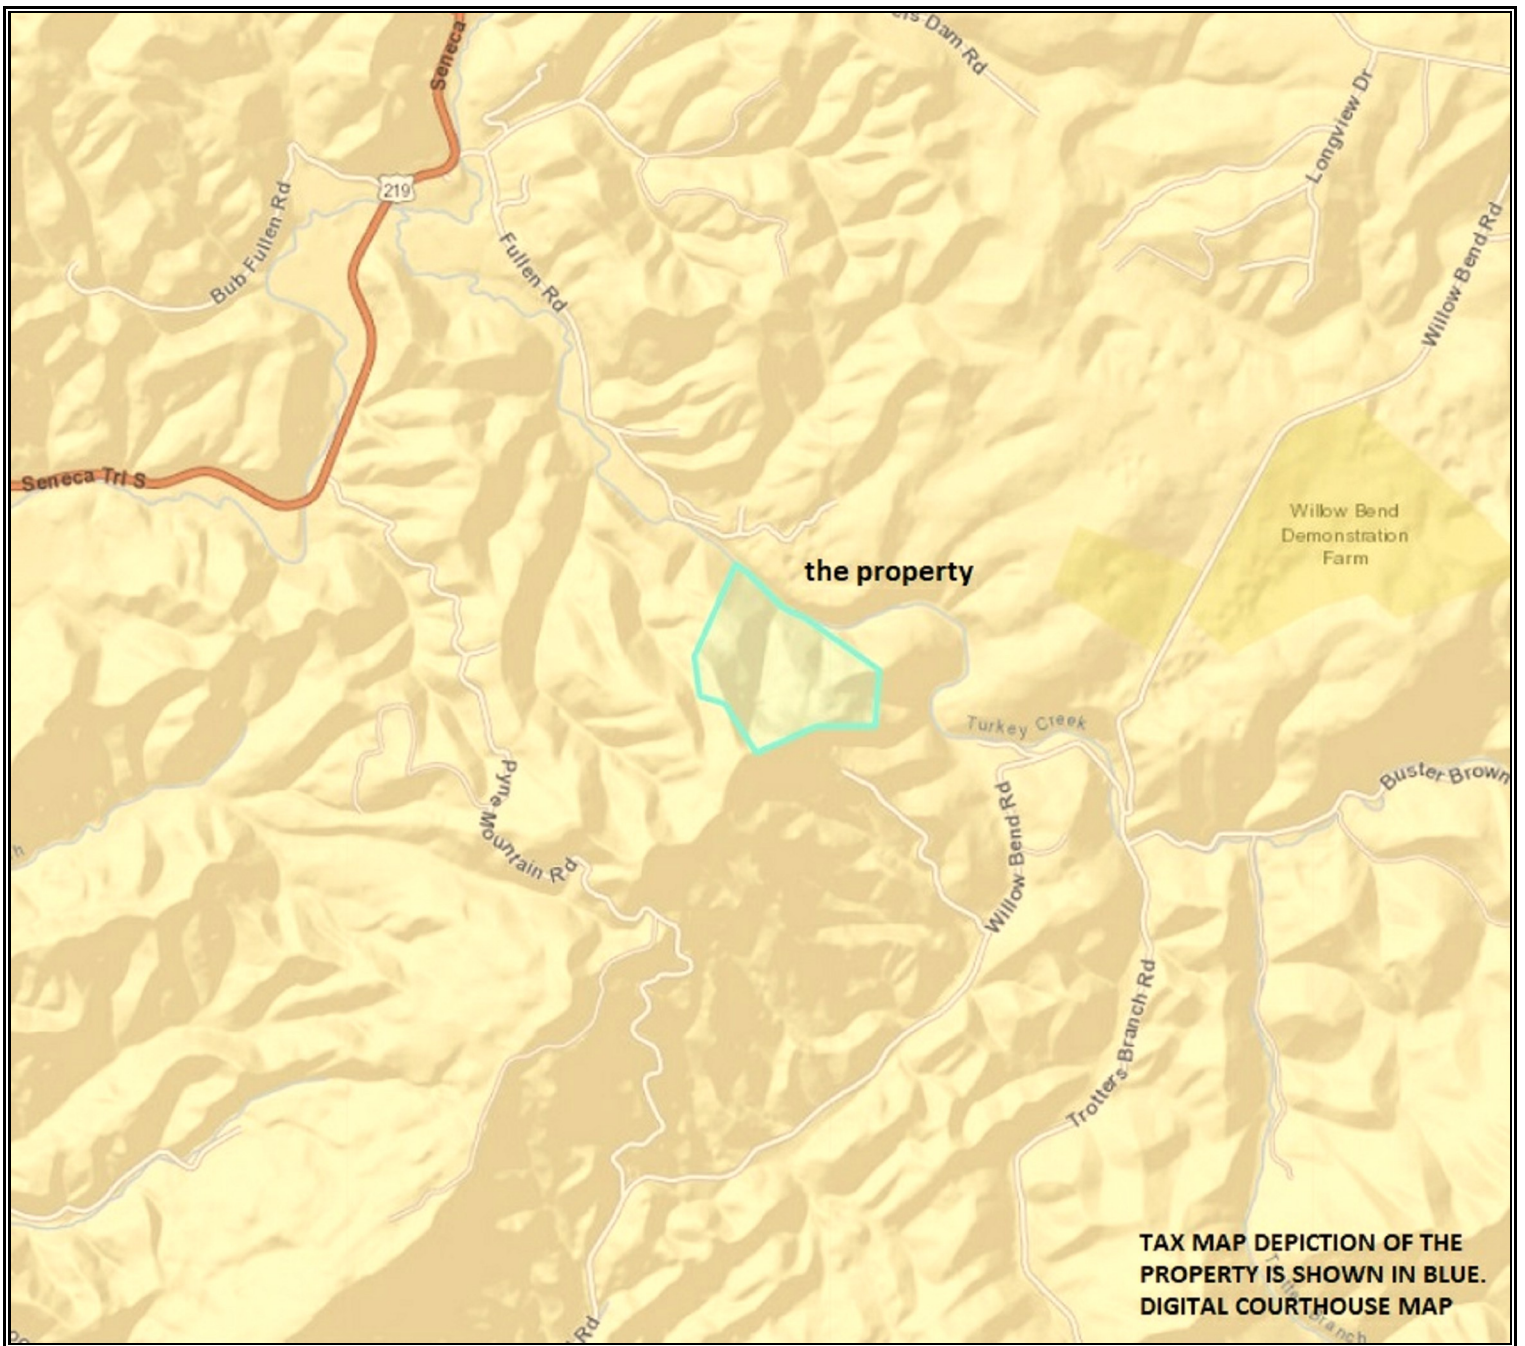 Seneca
ers Dam Rd
Longview Dr
219
Bub Fullen Rd
Fullen Rd
Willow Bend Rd
Seneca Trl S
Willow Bend
Demonstration
Farm
the property
Turkey Creek
Pyne Mountain Rd
Willow Bend Rd
Buster Brown
Trotters Branch Rd
TAX MAP DEPICTION OF THE
PROPERTY IS SHOWN IN BLUE.
DIGITAL COURTHOUSE MAP
Rd